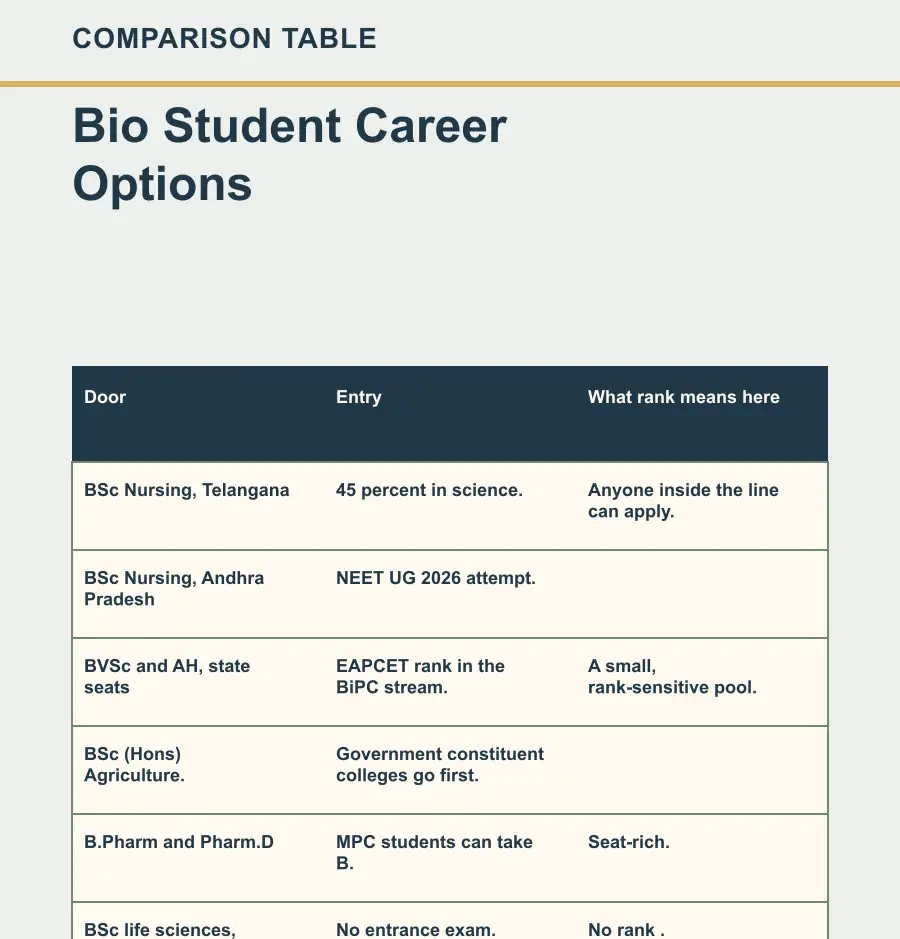 COMPARISON TABLE
Bio Student Career
Options
Door
Entry
What rank means here
BSc Nursing, Telangana
45 percent in science.
Anyone inside the line
can apply.
BSc Nursing, Andhra
Pradesh
NEET UG 2026 attempt.
BVSc and AH, state
seats
EAPCET rank in the
BiPC stream.
A small,
rank-sensitive pool.
BSc (Hons)
Agriculture.
Government constituent
colleges go first.
B.Pharm and Pharm.D
MPC students can take
B.
Seat-rich.
BSc life sciences,
No entrance exam.
No rank .